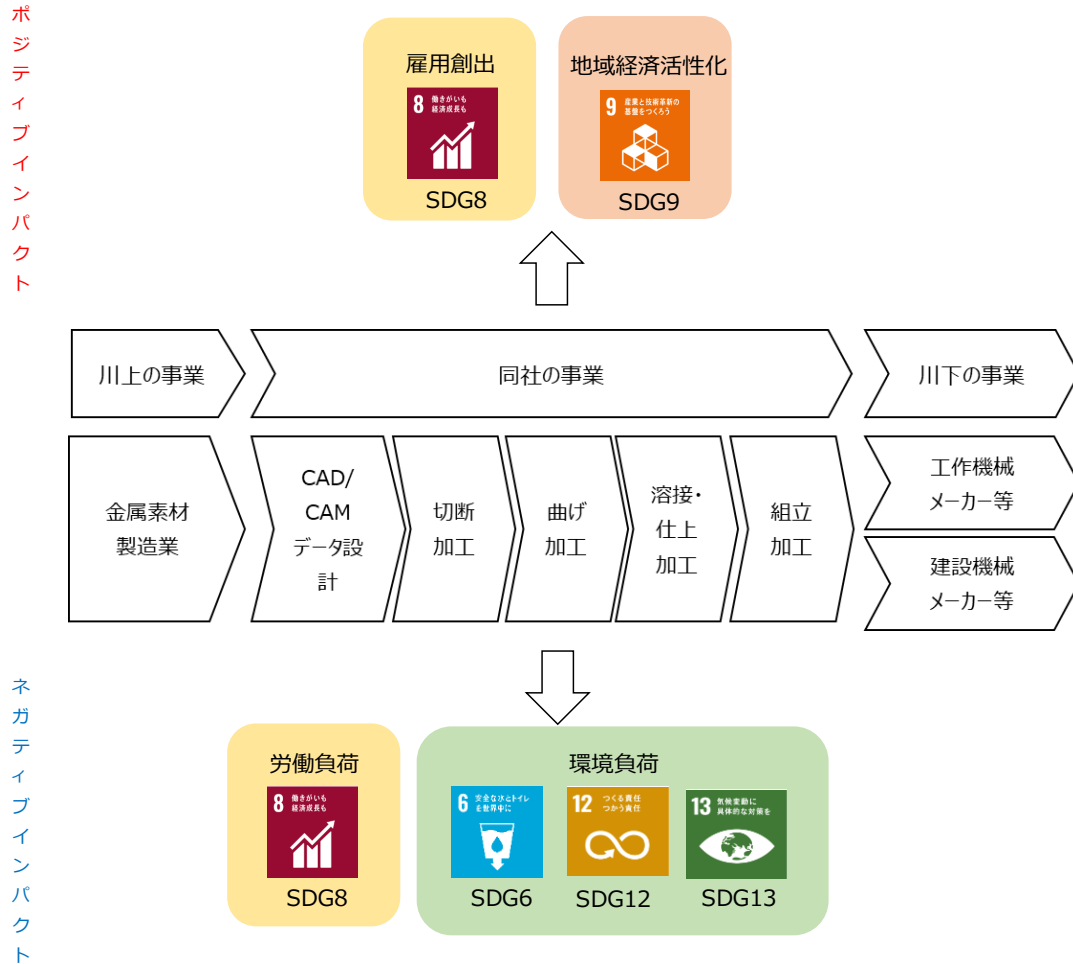 ポジティブインパクト
雇用創出
8 働きがいも
経済成長も
SDG8
地域経済活性化
9 産業と技術革新の
基盤をつくろう
SDG9
川上の事業
同社の事業
川下の事業
金属素材
製造業
CAD/
CAM
データ設
計
切断
加工
曲げ
加工
溶接・
仕上
加工
組立
加工
工作機械
メーカー等
建設機械
メーカー等
ネガティブインパクト
労働負荷
8 働きがいも
経済成長も
SDG8
環境負荷
6 安全な水とトイレ
を世界中に
SDG6
12 つくる責任
つかう責任
SDG12
13 気候変動に
具体的な対策を
SDG13